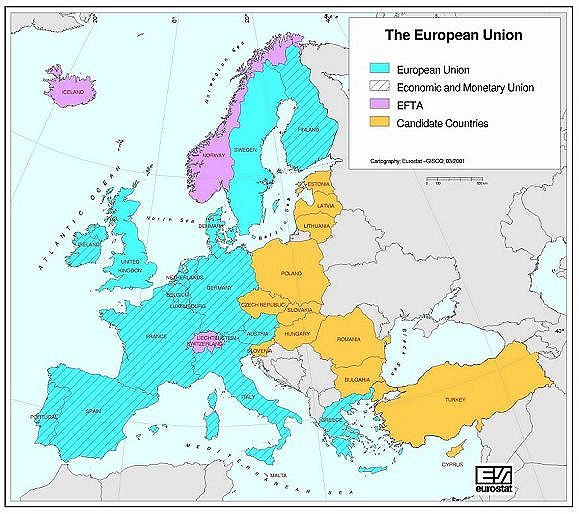 The European Union
European Union
Economic and Monetary Union
EFTA
Candidate Countries
Cartography: Eurostat - GISCO, 03/2001
Norwegian Sea
ICELAND
FINLAND
NORWAY
SWEDEN
ESTONIA
LATVIA
LITHUANIA
ATLANTIC OCEAN
North Sea
DENMARK
Baltic Sea
IRELAND
UNITED
KINGDOM
NETHERLANDS
POLAND
BELGIUM
GERMANY
LUXEMBOURG
CZECH REPUBLIC
SLOVAKIA
FRANCE
LIECHTENSTEIN
SWITZERLAND
AUSTRIA
HUNGARY
ROMANIA
Black Sea
40°
SLOVENIA
BULGARIA
ITALY
TURKEY
PORTUGAL
SPAIN
GREECE
MEDITERRANEAN SEA
MALTA
CYPRUS
eurostat